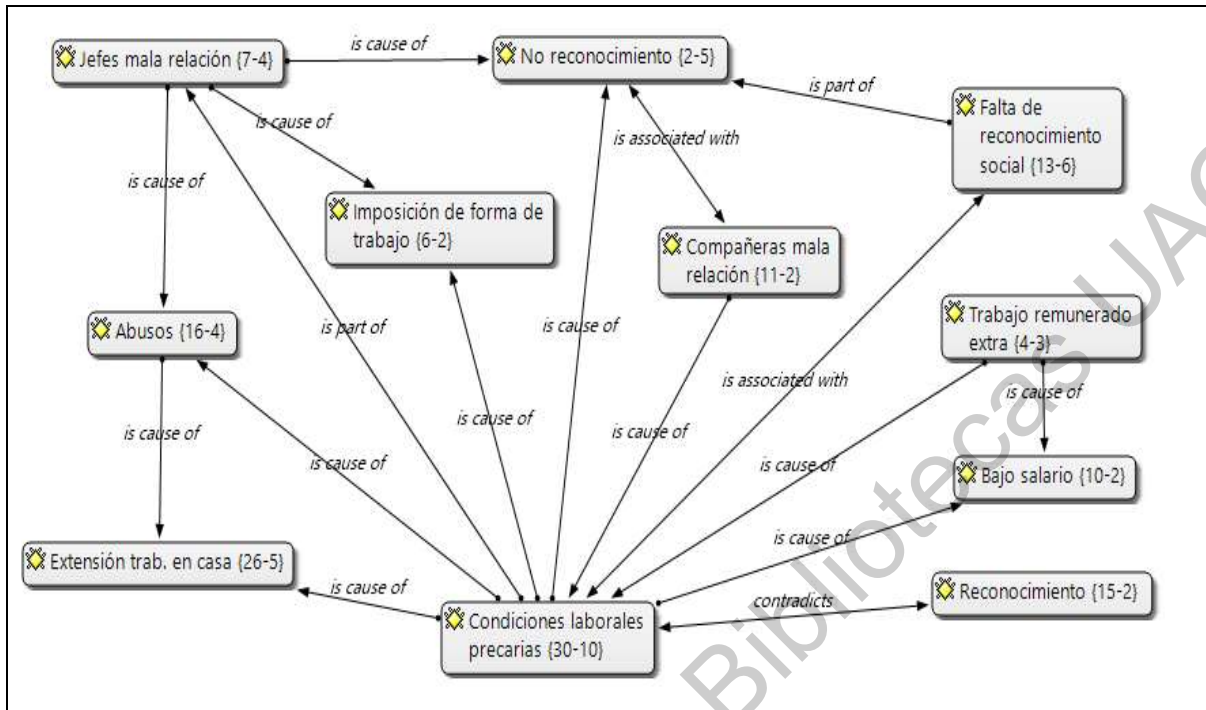 is cause of
Jefes mala relación {7-4}
No reconocimiento {2-5}
is part of
Falta de
reconocimiento
social {13-6}
is cause of
is associated with
is cause of
Imposición de forma de
trabajo {6-2}
Compañeras mala
relación {11-2}
Abusos {16-4}
is part of
is cause of
Trabajo remunerado
extra {4-3}
is associated with
is cause of
is cause of
is cause of
is cause of
is cause of
is cause of
Bajo salario {10-2}
is cause of
Extensión trab. en casa {26-5}
is cause of
contradicts
Reconocimiento {15-2}
Condiciones laborales
precarias {30-10}
Bibliotecas UAQ